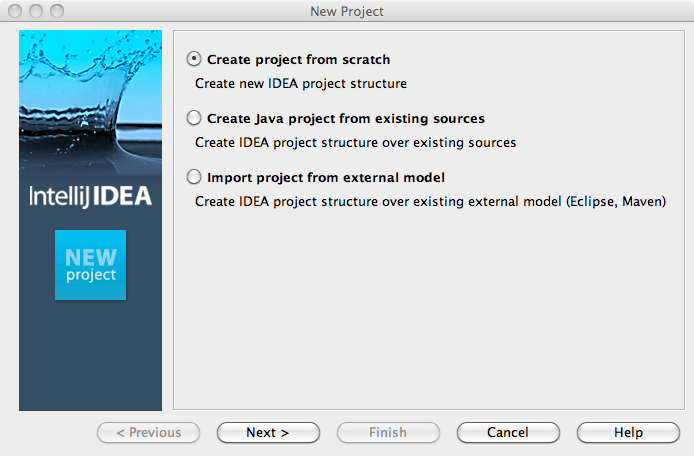 New Project
Create project from scratch
Create new IDEA project structure
Create Java project from existing sources
Create IDEA project structure over existing sources
Import project from external model
Create IDEA project structure over existing external model (Eclipse, Maven)
IntelliJIDEA
NEW
project
< Previous
Next >
Finish
Cancel
Help